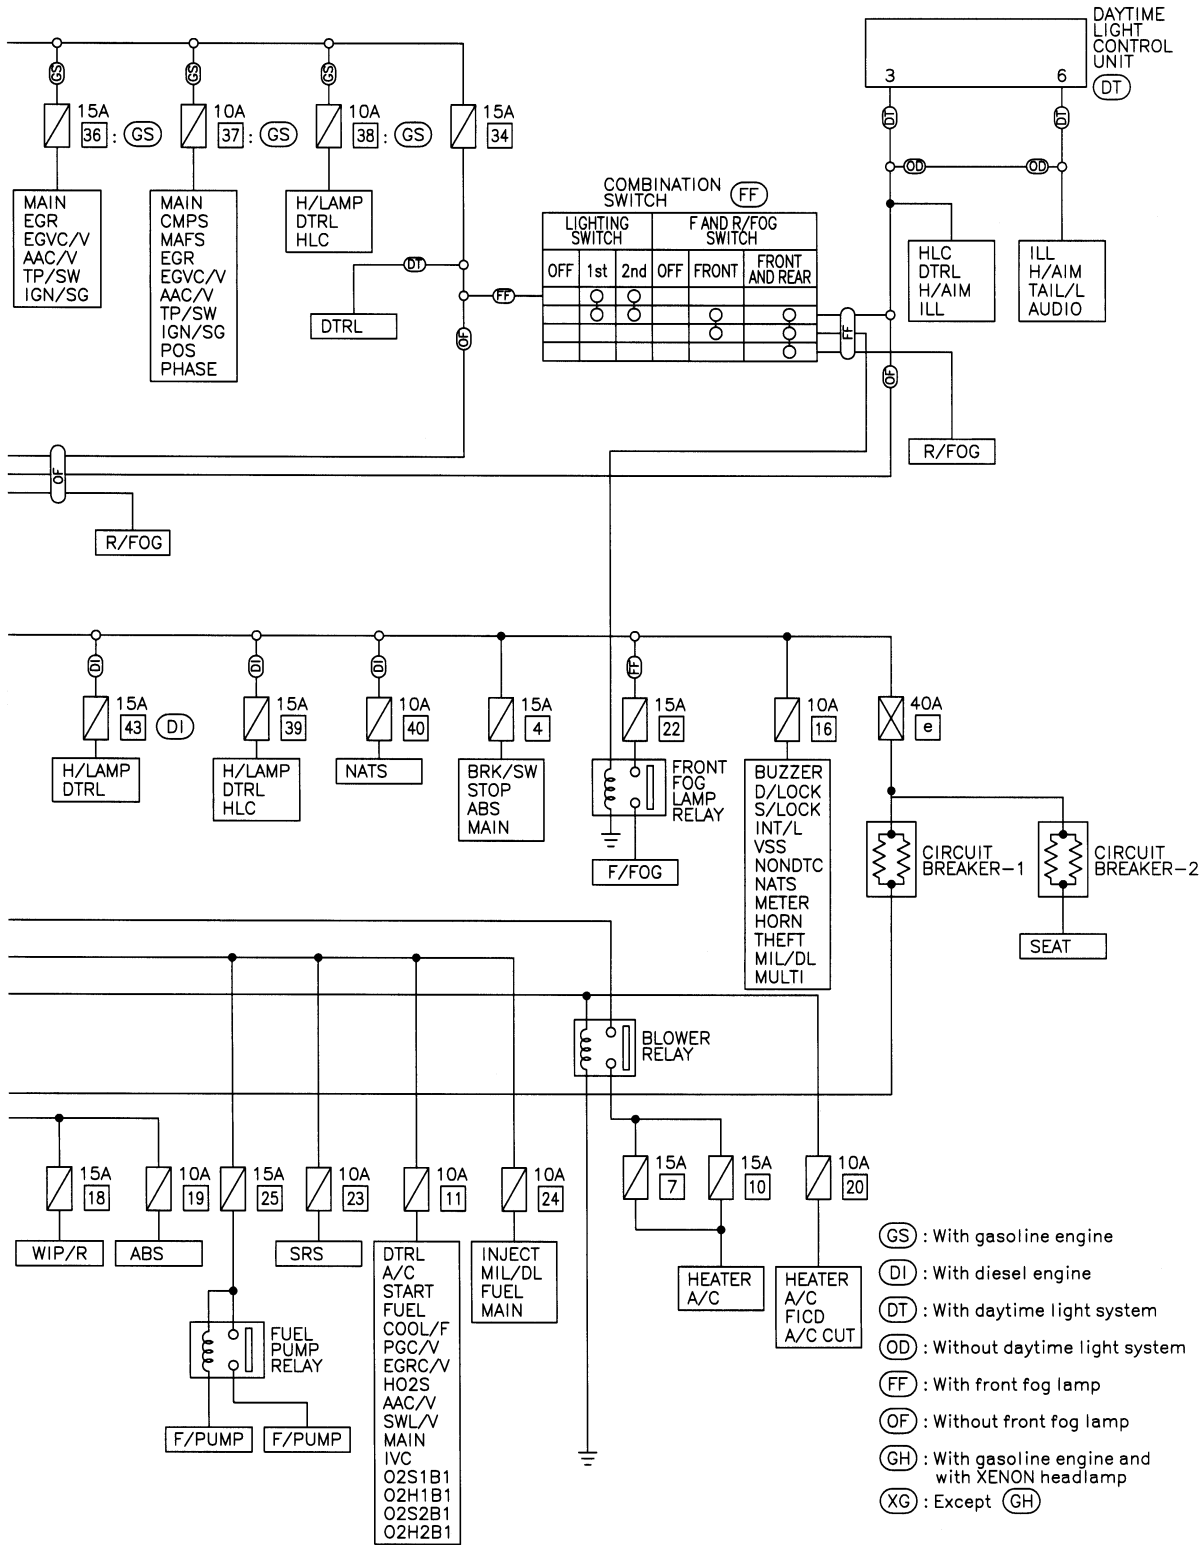 DAYTIME
LIGHT
CONTROL
UNIT
DT
3
6
GS
GS
GS
DT
DT
15A
36 : GS
10A
37 : GS
10A
38 : GS
15A
34
OD
OD
MAIN
EGR
EGVC/V
AAC/V
TP/SW
IGN/SG
MAIN
CMPS
MAFS
EGR
EGVC/V
AAC/V
TP/SW
IGN/SG
POS
PHASE
H/LAMP
DTRL
HLC
DT
DTRL
FF
OF
COMBINATION
SWITCH
FF
LIGHTING
SWITCH
F AND R/FOG
SWITCH
OFF
1st
2nd
OFF
FRONT
FRONT
AND REAR
FF
HLC
DTRL
H/AIM
ILL
ILL
H/AIM
TAIL/L
AUDIO
OF
R/FOG
OF
R/FOG
DI
DI
DI
FF
15A
43
DI
15A
39
10A
40
15A
4
15A
22
10A
16
40A
e
H/LAMP
DTRL
H/LAMP
DTRL
HLC
NATS
BRK/SW
STOP
ABS
MAIN
FRONT
FOG
LAMP
RELAY
F/FOG
BUZZER
D/LOCK
S/LOCK
INT/L
VSS
NONDTC
NATS
METER
HORN
THEFT
MIL/DL
MULTI
CIRCUIT
BREAKER-1
CIRCUIT
BREAKER-2
SEAT
BLOWER
RELAY
15A
18
10A
19
15A
25
10A
23
10A
11
10A
24
15A
7
15A
10
10A
20
WIP/R
ABS
SRS
DTRL
A/C
START
FUEL
COOL/F
PGC/V
EGRC/V
HO2S
AAC/V
SWL/V
MAIN
IVC
O2S1B1
O2H1B1
O2S2B1
O2H2B1
INJECT
MIL/DL
FUEL
MAIN
HEATER
A/C
HEATER
A/C
FICD
A/C CUT
FUEL
PUMP
RELAY
F/PUMP
F/PUMP
GS : With gasoline engine
DI : With diesel engine
DT : With daytime light system
OD : Without daytime light system
FF : With front fog lamp
OF : Without front fog lamp
GH : With gasoline engine and
with XENON headlamp
XG : Except GH